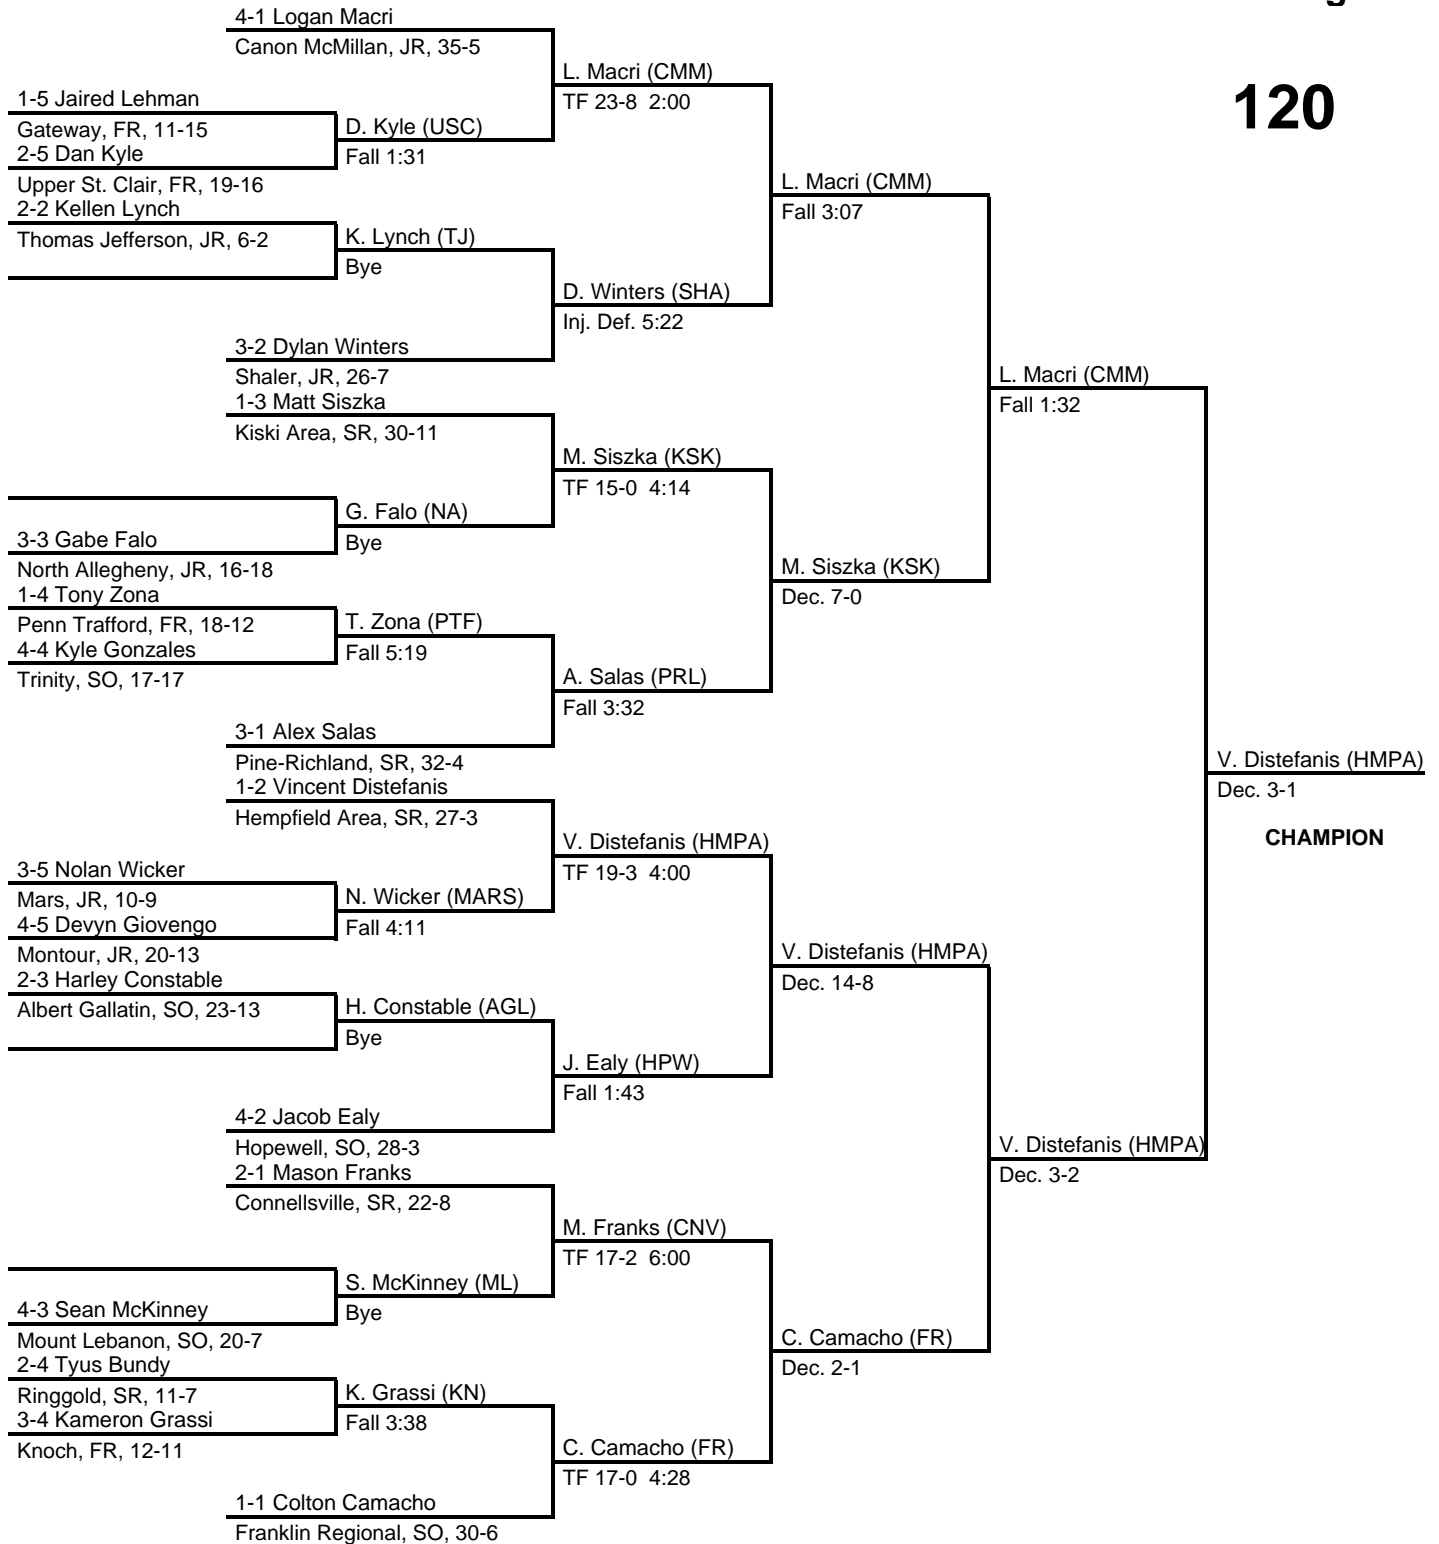 4-1 Logan Macri
Canon McMillan, JR, 35-5
L. Macri (CMM)
TF 23-8 2:00
120
1-5 Jaired Lehman
Gateway, FR, 11-15
2-5 Dan Kyle
Upper St. Clair, FR, 19-16
D. Kyle (USC)
Fall 1:31
L. Macri (CMM)
Fall 3:07
2-2 Kellen Lynch
Thomas Jefferson, JR, 6-2
K. Lynch (TJ)
Bye
D. Winters (SHA)
Inj. Def. 5:22
3-2 Dylan Winters
Shaler, JR, 26-7
L. Macri (CMM)
Fall 1:32
1-3 Matt Siszka
Kiski Area, SR, 30-11
M. Siszka (KSK)
TF 15-0 4:14
G. Falo (NA)
Bye
3-3 Gabe Falo
North Allegheny, JR, 16-18
M. Siszka (KSK)
Dec. 7-0
1-4 Tony Zona
Penn Trafford, FR, 18-12
4-4 Kyle Gonzales
Trinity, SO, 17-17
T. Zona (PTF)
Fall 5:19
A. Salas (PRL)
Fall 3:32
3-1 Alex Salas
Pine-Richland, SR, 32-4
V. Distefanis (HMPA)
Dec. 3-1
CHAMPION
1-2 Vincent Distefanis
Hempfield Area, SR, 27-3
V. Distefanis (HMPA)
TF 19-3 4:00
3-5 Nolan Wicker
Mars, JR, 10-9
4-5 Devyn Giovengo
Montour, JR, 20-13
N. Wicker (MARS)
Fall 4:11
V. Distefanis (HMPA)
Dec. 14-8
2-3 Harley Constable
Albert Gallatin, SO, 23-13
H. Constable (AGL)
Bye
J. Ealy (HPW)
Fall 1:43
4-2 Jacob Ealy
Hopewell, SO, 28-3
V. Distefanis (HMPA)
Dec. 3-2
2-1 Mason Franks
Connellsville, SR, 22-8
M. Franks (CNV)
TF 17-2 6:00
S. McKinney (ML)
Bye
4-3 Sean McKinney
Mount Lebanon, SO, 20-7
C. Camacho (FR)
Dec. 2-1
2-4 Tyus Bundy
Ringgold, SR, 11-7
3-4 Kameron Grassi
Knoch, FR, 12-11
K. Grassi (KN)
Fall 3:38
C. Camacho (FR)
TF 17-0 4:28
1-1 Colton Camacho
Franklin Regional, SO, 30-6